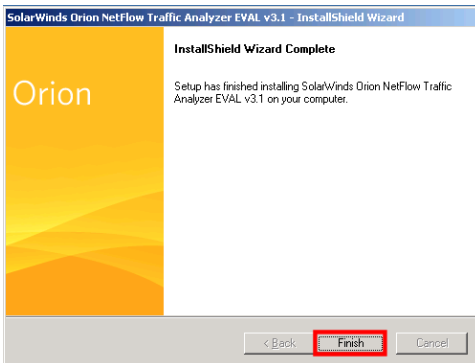 SolarWinds Orion NetFlow Traffic Analyzer EVAL v3.1 - InstallShield Wizard
InstallShield Wizard Complete
Orion
Setup has finished installing SolarWinds Orion NetFlow Traffic
Analyzer EVAL v3.1 on your computer.
< Back
Finish
Cancel